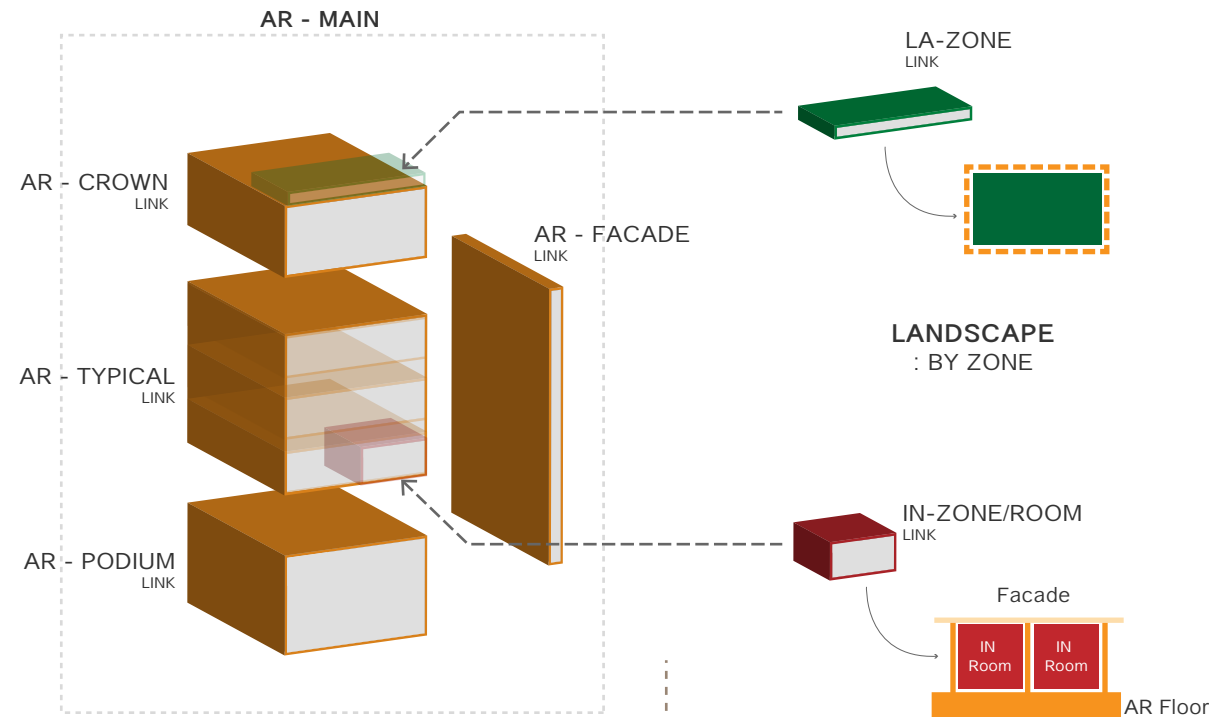 AR - MAIN
LA-ZONE
LINK
AR - CROWN
LINK
AR - FACADE
LINK
LANDSCAPE
: BY ZONE
AR - TYPICAL
LINK
IN-ZONE/ROOM
LINK
AR - PODIUM
LINK
Facade
IN
Room
IN
Room
AR Floor